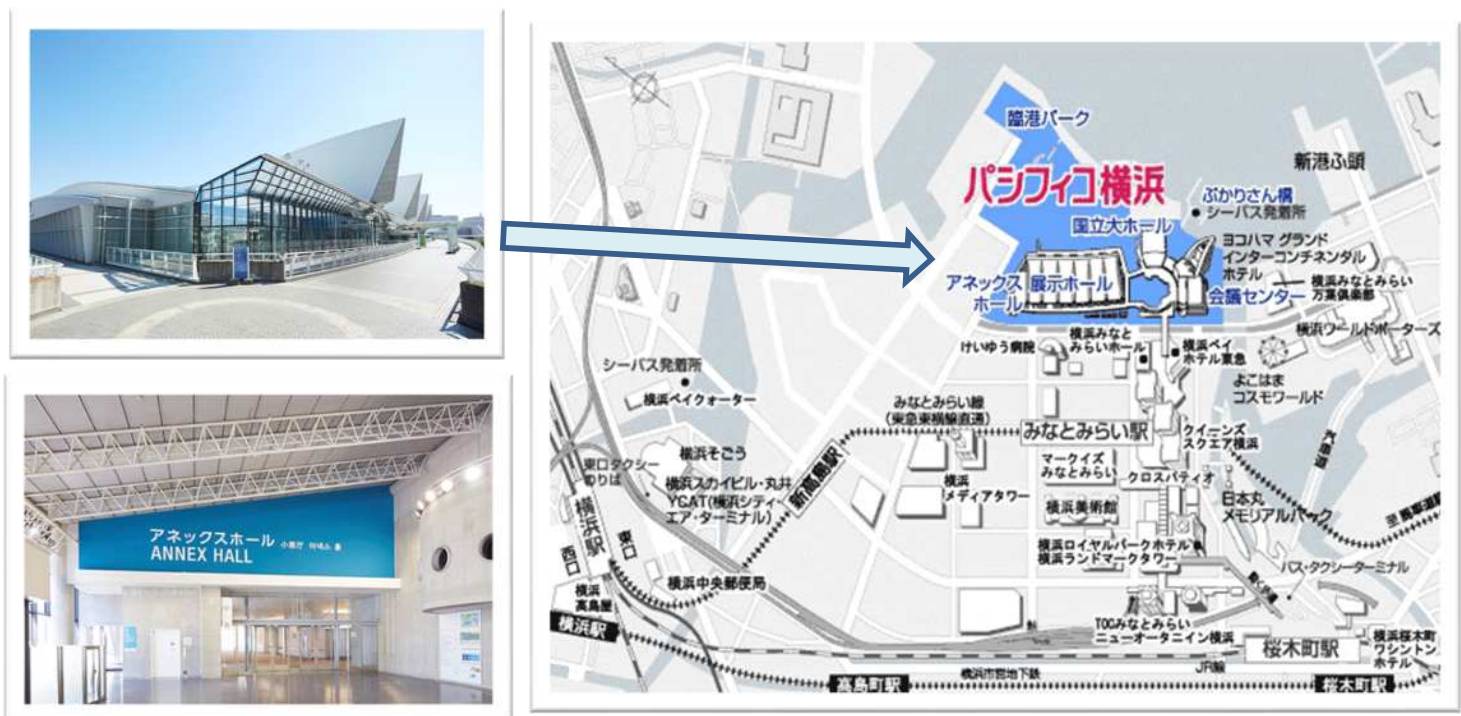 アネックスホール 小展厅
ANNEX HALL
臨港パーク
パシフィコ横浜
新港ふ頭
ぷかりさん橋
シーバス発着所
国立大ホール
ヨコハマ グランド
インターコンチネンタル
ホテル
アネックス
ホール
展示ホール
会議センター
横浜みなとみらい
万葉倶楽部
横浜ワールドポーターズ
けいゆう病院
横浜みなと
みらいホール
横浜ベイ
ホテル東急
よこはま
コスモワールド
シーバス発着所
横浜ベイクォーター
みなとみらい線
(東急東横線直通)
みなとみらい駅
クイーンズ
スクエア横浜
マークイズ
みなとみらい
クロスパティオ
横浜そごう
東口タクシー
のりば
横浜スカイビル・丸井
YCAT(横浜シティ・
エア・ターミナル)
新高島駅
横浜
メディアタワー
横浜美術館
日本丸
メモリアルパーク
横浜駅
東口
西口
横浜ロイヤルパークホテル
横浜ランドマークタワー
動く歩道
バス・タクシーターミナル
横浜中央郵便局
横浜
高島屋
横浜駅
TOCみなとみらい
ニューオータニイン横浜
桜木町駅
横浜桜木町
ワシントン
ホテル
横浜市営地下鉄
JR線
高島町駅
桜木町駅